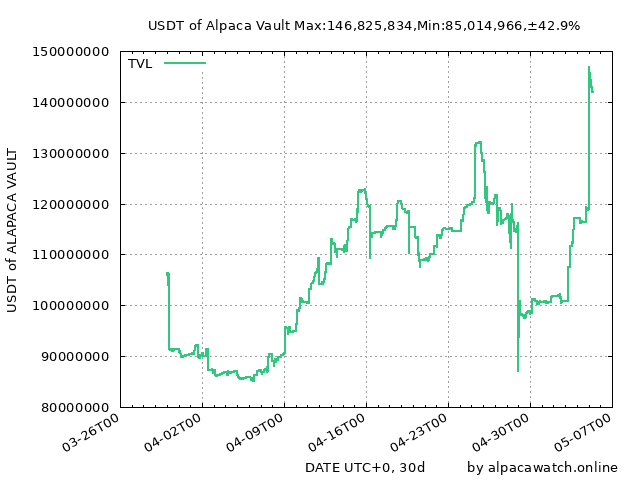 USDT of Alpaca Vault Max:146,825,834,Min:85,014,966,±42.9%
150000000
TVL
140000000
130000000
120000000
110000000
100000000
90000000
80000000
USDT of ALAPACA VAULT
03-26T00
04-02T00
04-09T00
04-16T00
04-23T00
04-30T00
05-07T00
DATE UTC+0, 30d
by alpacawatch.online